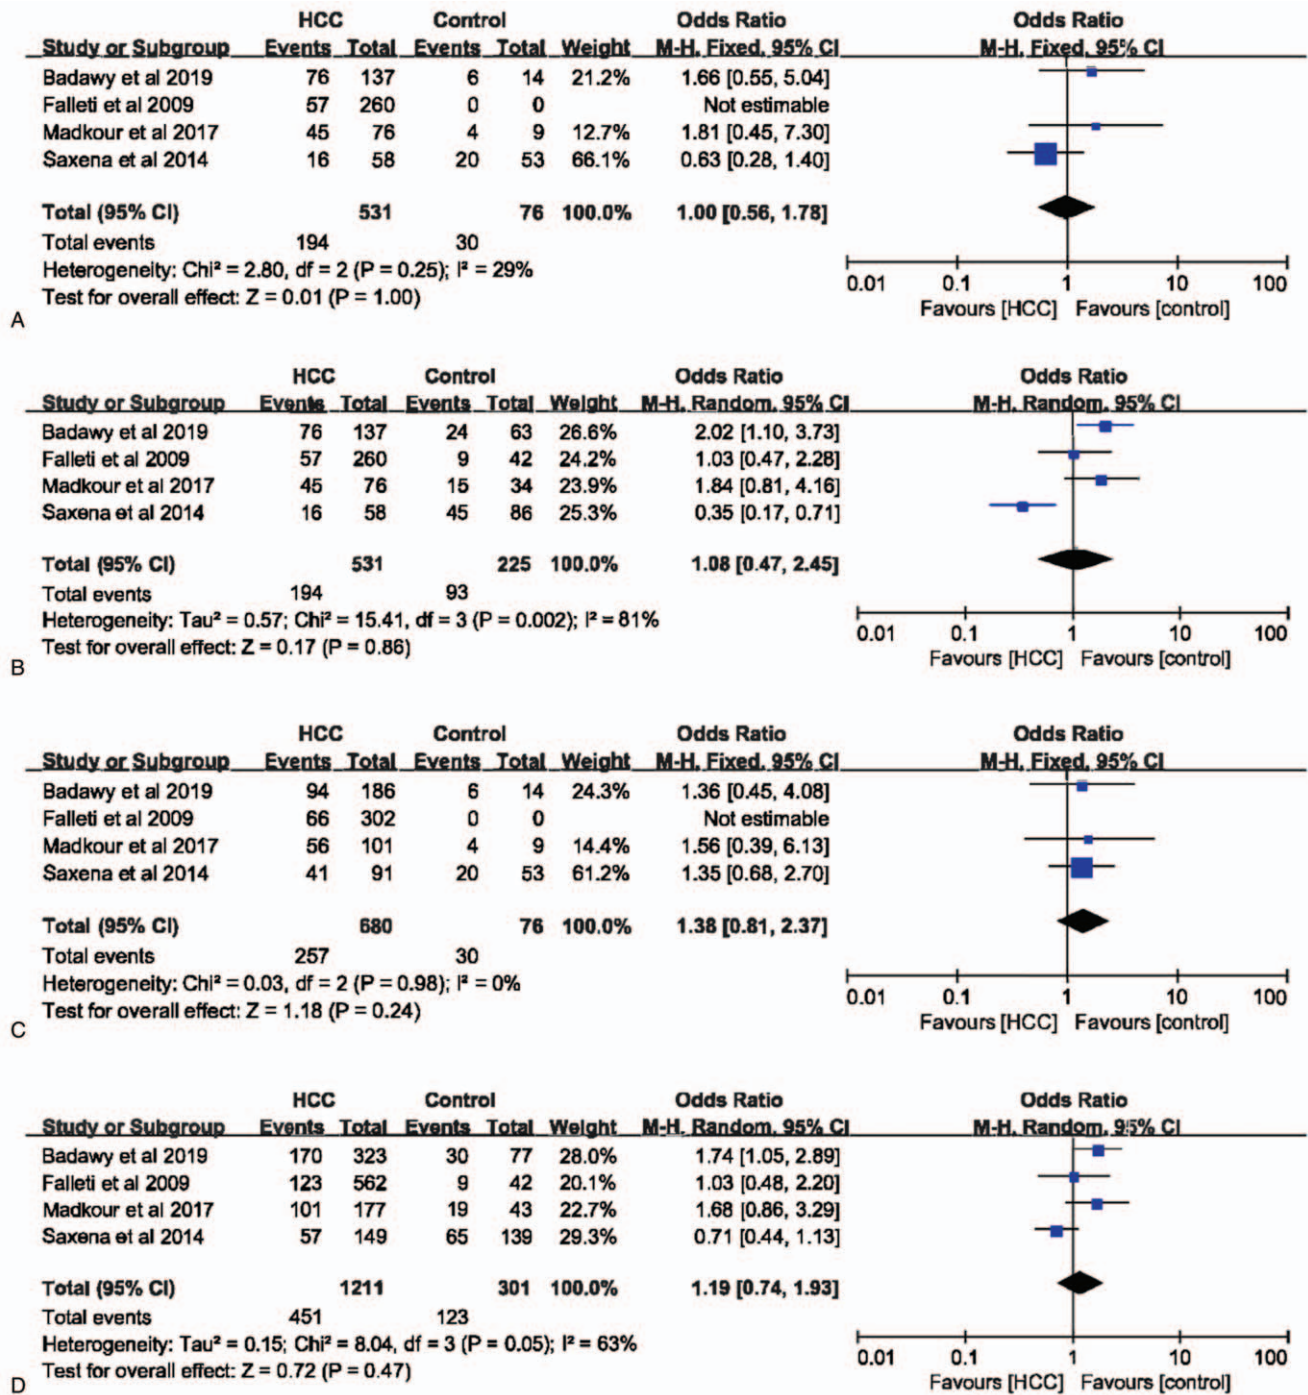 HCC Control Odds Ratio Odds Ratio
Study or Subgroup Events Total Events Total Weight M-H, Fixed, 95% CI M-H, Fixed, 95% CI
Badawy et al 2019 76 137 6 14 21.2% 1.66 [0.55, 5.04]
Falleti et al 2009 57 260 0 0 Not estimable
Madkour et al 2017 45 76 4 9 12.7% 1.81 [0.45, 7.30]
Saxena et al 2014 16 58 20 53 66.1% 0.63 [0.28, 1.40]
Total (95% CI) 531 76 100.0% 1.00 [0.56, 1.78]
Total events 194 30
Heterogeneity: Chi² = 2.80, df = 2 (P = 0.25); I² = 29%
Test for overall effect: Z = 0.01 (P = 1.00)
0.01 0.1 1 10 100
Favours [HCC] Favours [control]
A
HCC Control Odds Ratio Odds Ratio
Study or Subgroup Events Total Events Total Weight M-H, Random, 95% CI M-H, Random, 95% CI
Badawy et al 2019 76 137 24 63 26.6% 2.02 [1.10, 3.73]
Falleti et al 2009 57 260 9 42 24.2% 1.03 [0.47, 2.28]
Madkour et al 2017 45 76 15 34 23.9% 1.84 [0.81, 4.16]
Saxena et al 2014 16 58 45 86 25.3% 0.35 [0.17, 0.71]
Total (95% CI) 531 225 100.0% 1.08 [0.47, 2.45]
Total events 194 93
Heterogeneity: Tau² = 0.57; Chi² = 15.41, df = 3 (P = 0.002); I² = 81%
Test for overall effect: Z = 0.17 (P = 0.86)
0.01 0.1 1 10 100
Favours [HCC] Favours [control]
B
HCC Control Odds Ratio Odds Ratio
Study or Subgroup Events Total Events Total Weight M-H, Fixed, 95% CI M-H, Fixed, 95% CI
Badawy et al 2019 94 186 6 14 24.3% 1.36 [0.45, 4.08]
Falleti et al 2009 66 302 0 0 Not estimable
Madkour et al 2017 56 101 4 9 14.4% 1.56 [0.39, 6.13]
Saxena et al 2014 41 91 20 53 61.2% 1.35 [0.68, 2.70]
Total (95% CI) 680 76 100.0% 1.38 [0.81, 2.37]
Total events 257 30
Heterogeneity: Chi² = 0.03, df = 2 (P = 0.98); I² = 0%
Test for overall effect: Z = 1.18 (P = 0.24)
0.01 0.1 1 10 100
Favours [HCC] Favours [control]
C
HCC Control Odds Ratio Odds Ratio
Study or Subgroup Events Total Events Total Weight M-H, Random, 95% CI M-H, Random, 95% CI
Badawy et al 2019 170 323 30 77 28.0% 1.74 [1.05, 2.89]
Falleti et al 2009 123 562 9 42 20.1% 1.03 [0.48, 2.20]
Madkour et al 2017 101 177 19 43 22.7% 1.68 [0.86, 3.29]
Saxena et al 2014 57 149 65 139 29.3% 0.71 [0.44, 1.13]
Total (95% CI) 1211 301 100.0% 1.19 [0.74, 1.93]
Total events 451 123
Heterogeneity: Tau² = 0.15; Chi² = 8.04, df = 3 (P = 0.05); I² = 63%
Test for overall effect: Z = 0.72 (P = 0.47)
0.01 0.1 1 10 100
Favours [HCC] Favours [control]
D